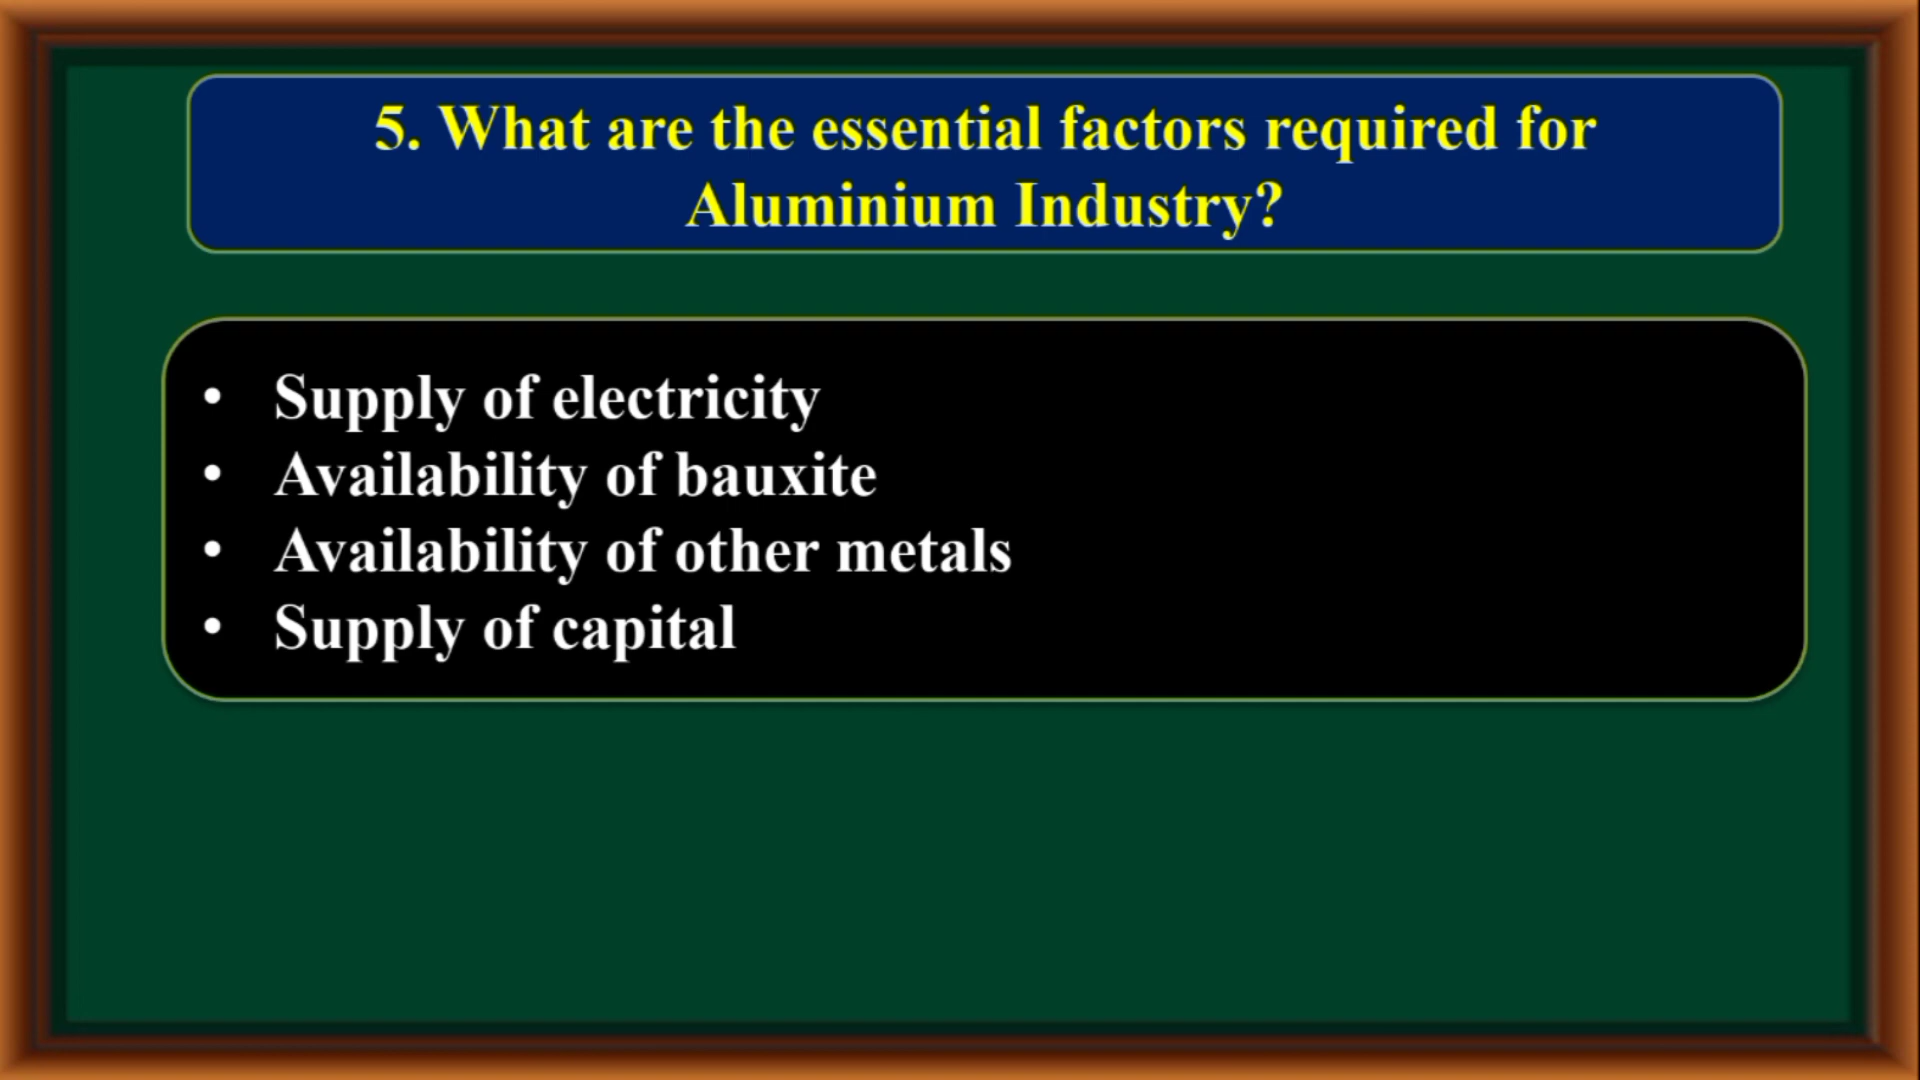 5. What are the essential factors required for
Aluminium Industry?
• Supply of electricity
• Availability of bauxite
• Availability of other metals
• Supply of capital